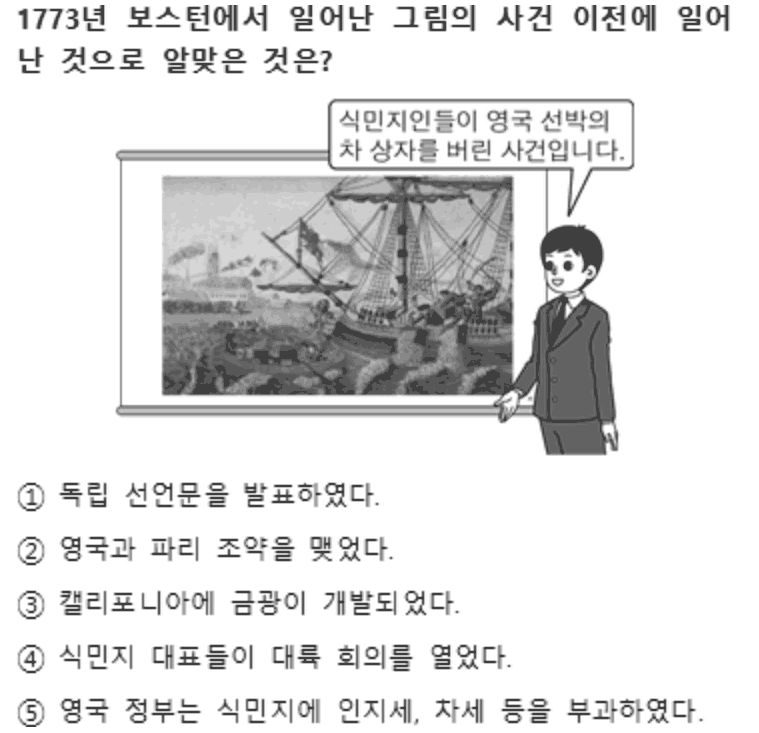 1773년 보스턴에서 일어난 그림의 사건 이전에 일어
난 것으로 알맞은 것은?
식민지인들이 영국 선박의
차 상자를 버린 사건입니다.
① 독립 선언문을 발표하였다.
② 영국과 파리 조약을 맺었다.
③ 캘리포니아에 금광이 개발되었다.
④ 식민지 대표들이 대륙 회의를 열었다.
⑤ 영국 정부는 식민지에 인지세, 차세 등을 부과하였다.